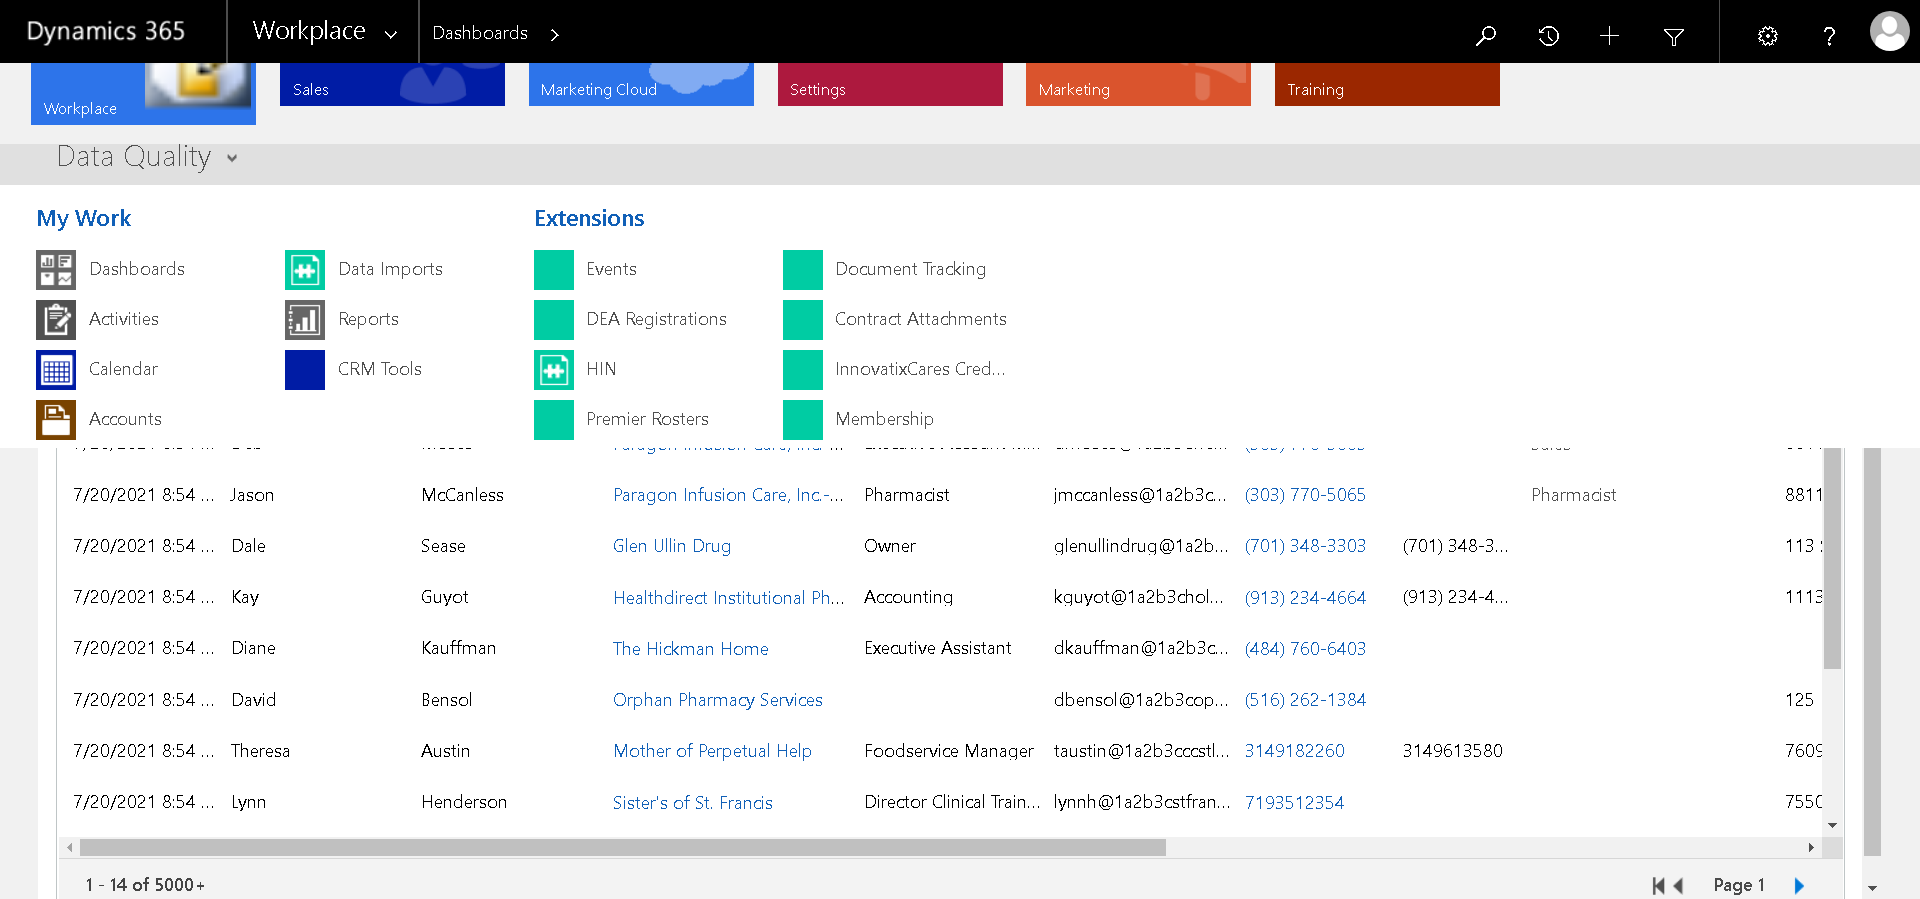 Dynamics 365 Workplace Dashboards
Workplace Sales Marketing Cloud Settings Marketing Training
Data Quality
My Work Extensions
Dashboards Data Imports Events Document Tracking
Activities Reports DEA Registrations Contract Attachments
Calendar CRM Tools HIN InnovatixCares Cred...
Accounts Premier Rosters Membership
7/20/2021 8:54 ... Jason McCanless Paragon Infusion Care, Inc.-... Pharmacist jmccanless@1a2b3c... (303) 770-5065 Pharmacist 8811
7/20/2021 8:54 ... Dale Sease Glen Ullin Drug Owner glenullindrug@1a2b... (701) 348-3303 (701) 348-3... 113
7/20/2021 8:54 ... Kay Guyot Healthdirect Institutional Ph... Accounting kguyot@1a2b3chol... (913) 234-4664 (913) 234-4... 1113
7/20/2021 8:54 ... Diane Kauffman The Hickman Home Executive Assistant dkauffman@1a2b3c... (484) 760-6403
7/20/2021 8:54 ... David Bensol Orphan Pharmacy Services dbensol@1a2b3cop... (516) 262-1384 125
7/20/2021 8:54 ... Theresa Austin Mother of Perpetual Help Foodservice Manager taustin@1a2b3cccstl... 3149182260 3149613580 7609
7/20/2021 8:54 ... Lynn Henderson Sister's of St. Francis Director Clinical Train... lynnh@1a2b3cstfran... 7193512354 7550
1 - 14 of 5000+ Page 1